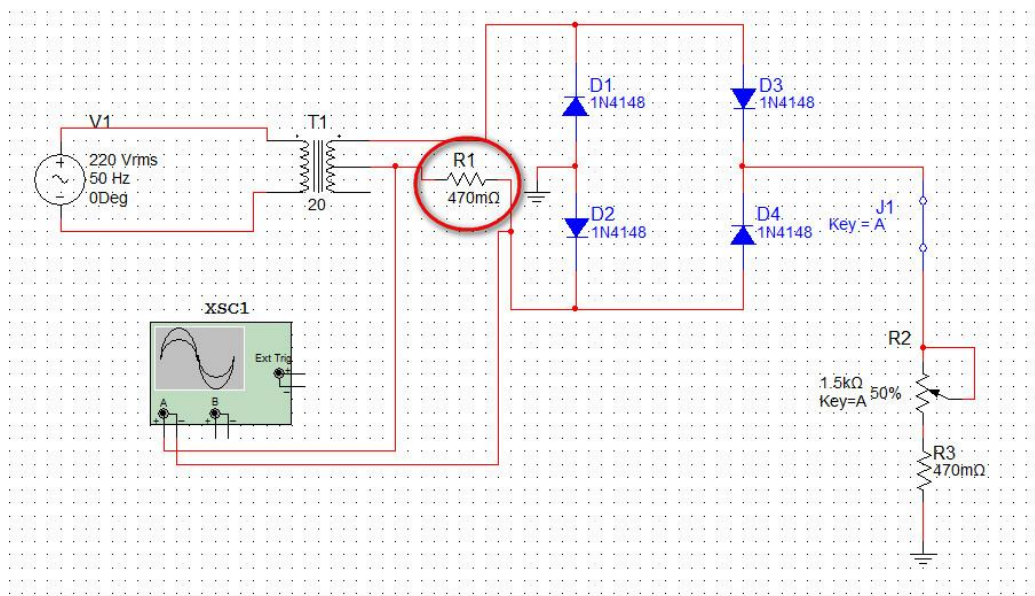 V1
220 Vrms
50 Hz
0Deg
T1
20
R1
470mΩ
D1
1N4148
D3
1N4148
D2
1N4148
D4
1N4148
J1
Key = A
XSC1
Ext Trig
+
−
A
B
+
−
+
−
R2
1.5kΩ
Key=A
50%
R3
470mΩ